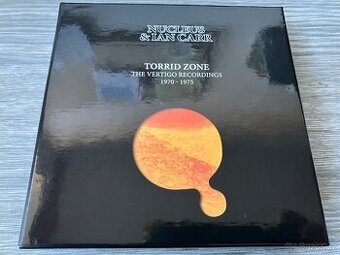 NUCLEUS
& IAN CARR
TORRID ZONE
THE VERTIGO RECORDINGS
1970 - 1975